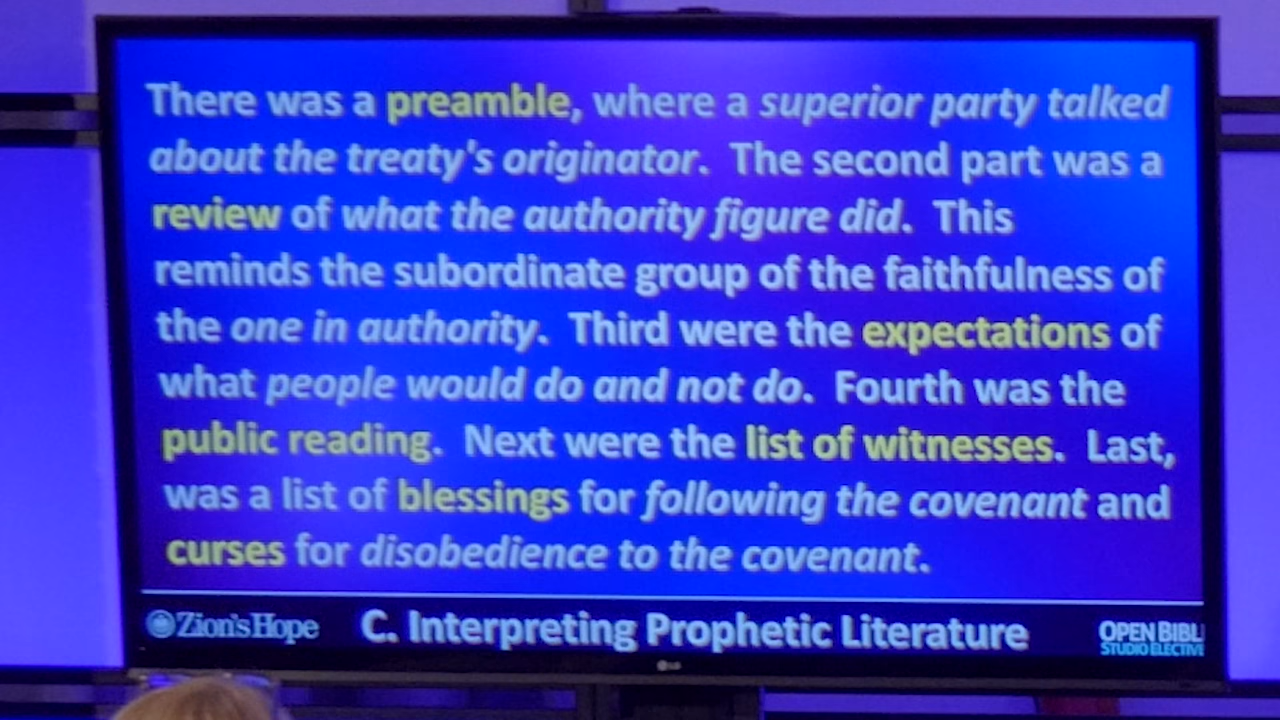 There was a preamble, where a superior party talked
about the treaty's originator. The second part was a
review of what the authority figure did. This
reminds the subordinate group of the faithfulness of
the one in authority. Third were the expectations of
what people would do and not do. Fourth was the
public reading. Next were the list of witnesses. Last,
was a list of blessings for following the covenant and
curses for disobedience to the covenant.
Zion's Hope C. Interpreting Prophetic Literature OPEN BIBL
STUDIO ELECTIVE
LG